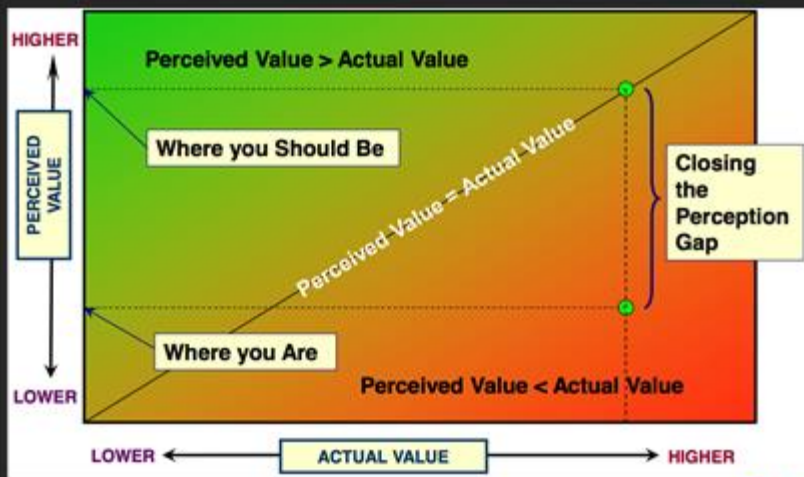 HIGHER
Perceived Value > Actual Value
Where you Should Be
PERCEIVED
VALUE
Perceived Value = Actual Value
Closing
the
Perception
Gap
Where you Are
Perceived Value < Actual Value
LOWER
LOWER
ACTUAL VALUE
HIGHER